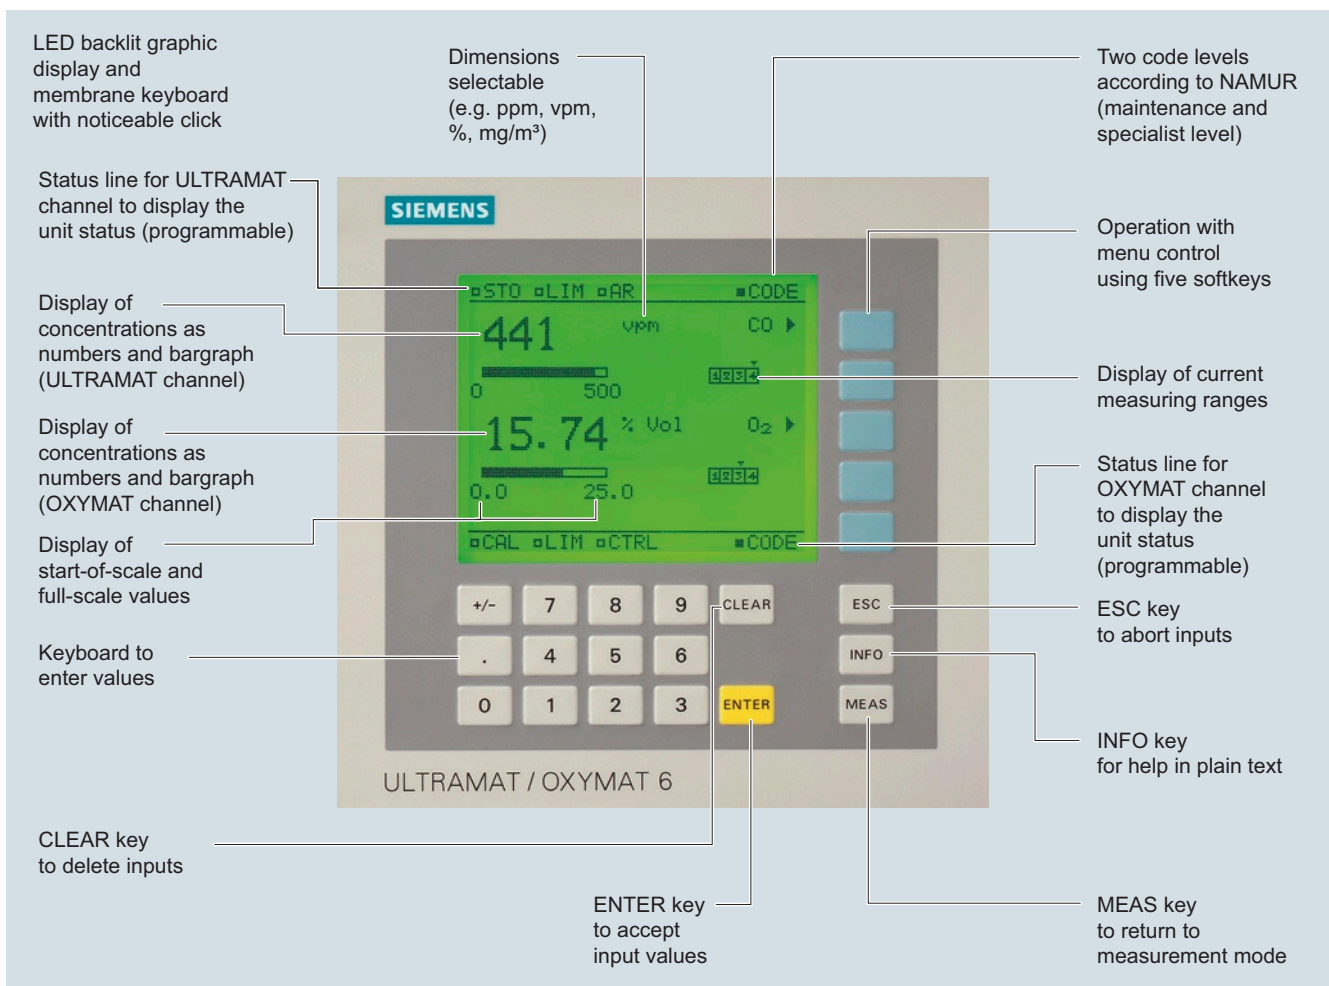 LED backlit graphic
display and
membrane keyboard
with noticeable click
Dimensions
selectable
(e.g. ppm, vpm,
%, mg/m³)
Two code levels
according to NAMUR
(maintenance and
specialist level)
Status line for ULTRAMAT
channel to display the
unit status (programmable)
Operation with
menu control
using five softkeys
Display of
concentrations as
numbers and bargraph
(ULTRAMAT channel)
Display of current
measuring ranges
Display of
concentrations as
numbers and bargraph
(OXYMAT channel)
Status line for
OXYMAT channel
to display the
unit status
(programmable)
Display of
start-of-scale and
full-scale values
ESC key
to abort inputs
Keyboard to
enter values
INFO key
for help in plain text
CLEAR key
to delete inputs
ENTER key
to accept
input values
MEAS key
to return to
measurement mode
SIEMENS
STO LIM AR CODE
441 vpm CO
1 2 3 4
0 500
15.74 % Vol O₂
1 2 3 4
0.0 25.0
CAL LIM CTRL CODE
+/- 7 8 9 CLEAR ESC
. 4 5 6 INFO
0 1 2 3 ENTER MEAS
ULTRAMAT / OXYMAT 6